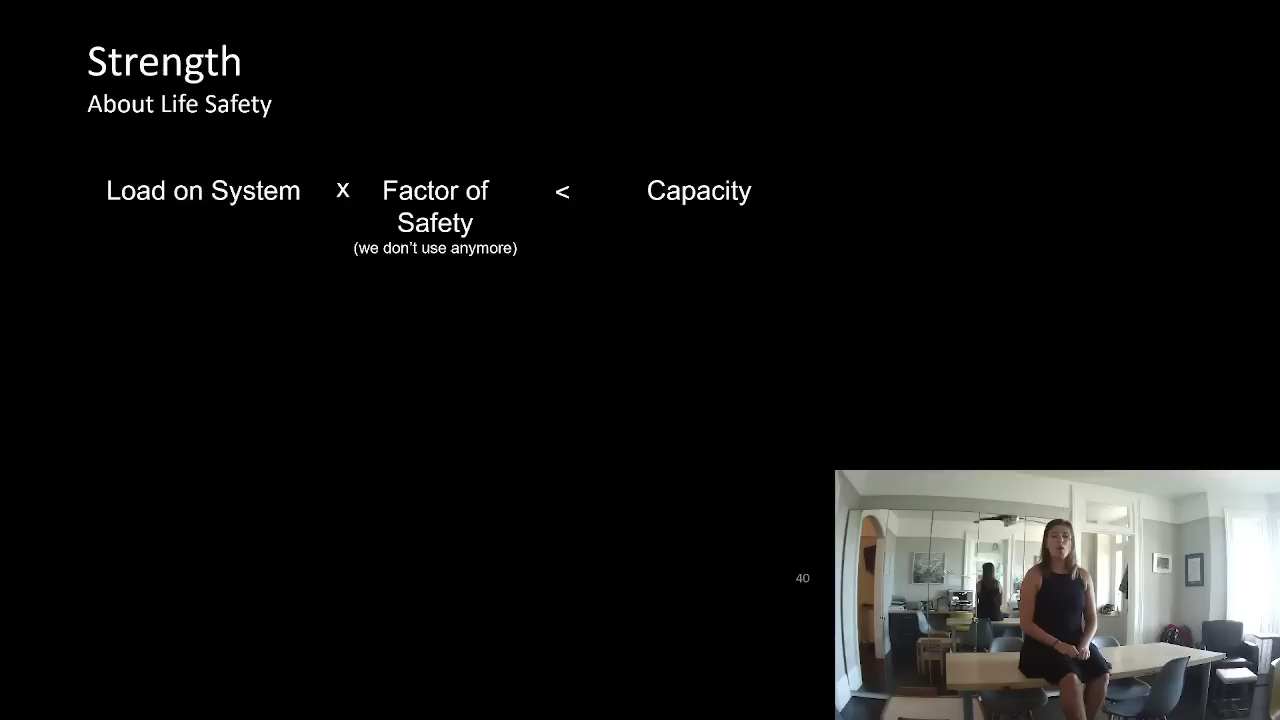 Strength
About Life Safety
Load on System x Factor of < Capacity
Safety
(we don't use anymore)
40